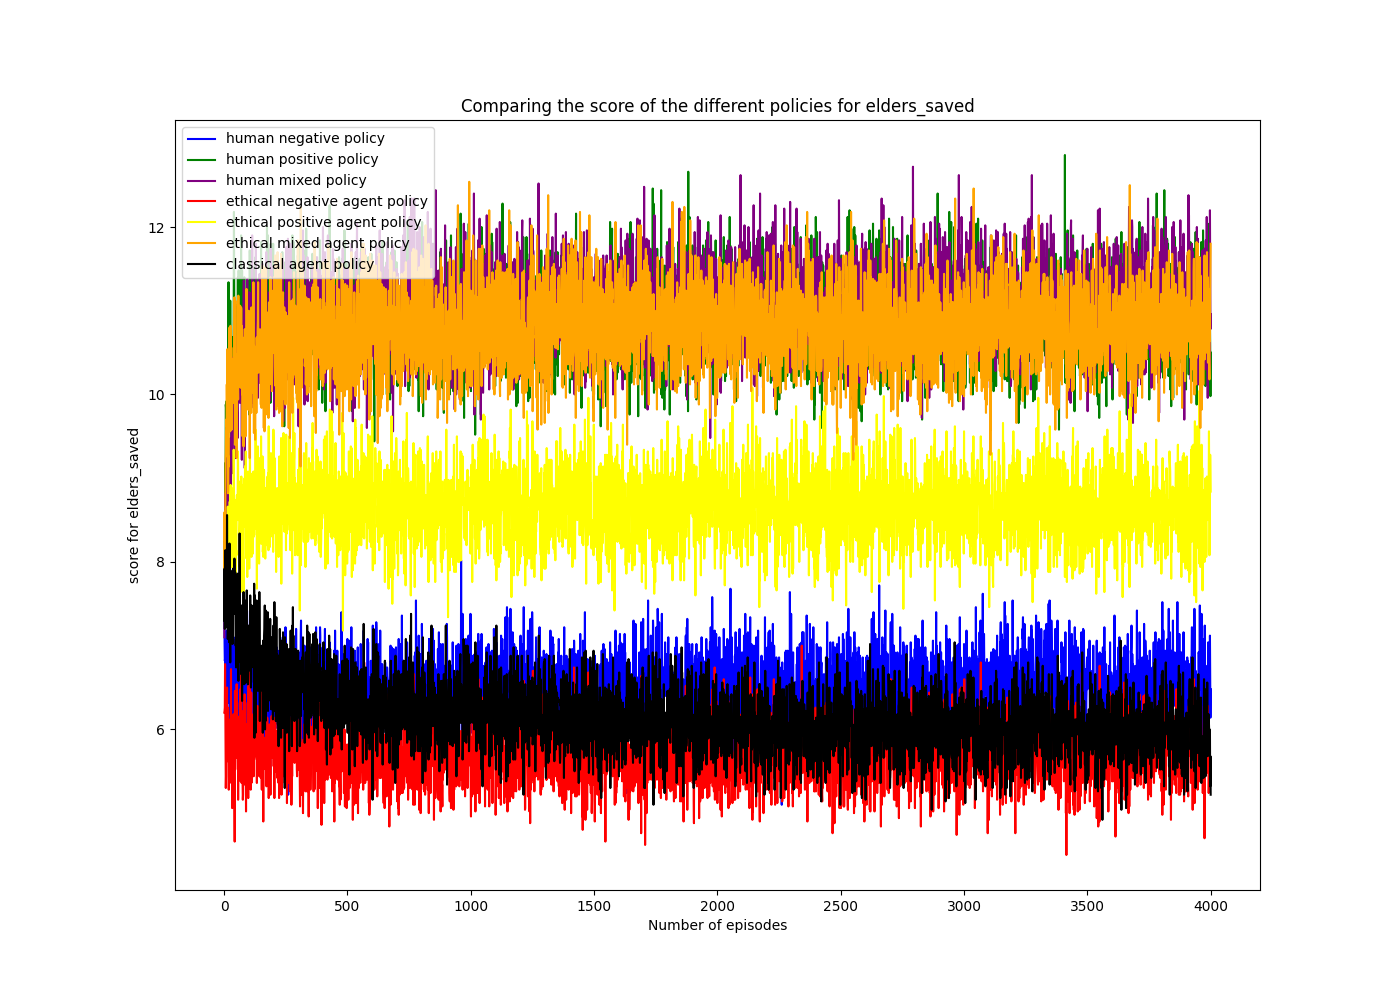 Comparing the score of the different policies for elders_saved
human negative policy
human positive policy
human mixed policy
ethical negative agent policy
ethical positive agent policy
ethical mixed agent policy
classical agent policy
score for elders_saved
12
10
8
6
0 500 1000 1500 2000 2500 3000 3500 4000
Number of episodes